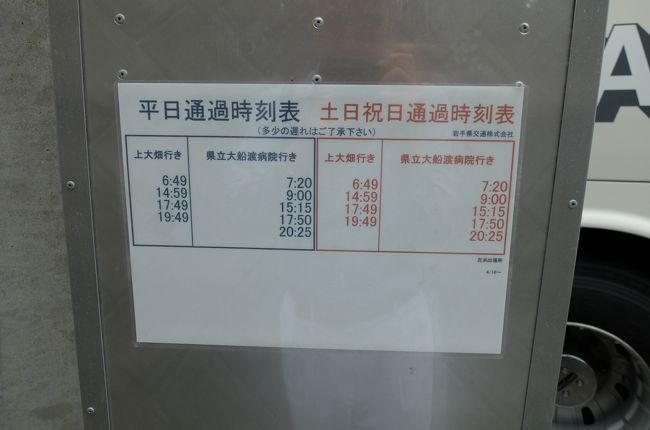 平日通過時刻表 土日祝日通過時刻表
(多少の遅れはご了承下さい) 岩手県交通株式会社
上大畑行き 県立大船渡病院行き 上大畑行き 県立大船渡病院行き
6:49 7:20 6:49 7:20
14:59 9:00 14:59 9:00
17:49 15:15 17:49 15:15
19:49 17:50 19:49 17:50
20:25 20:25
4/16～
A